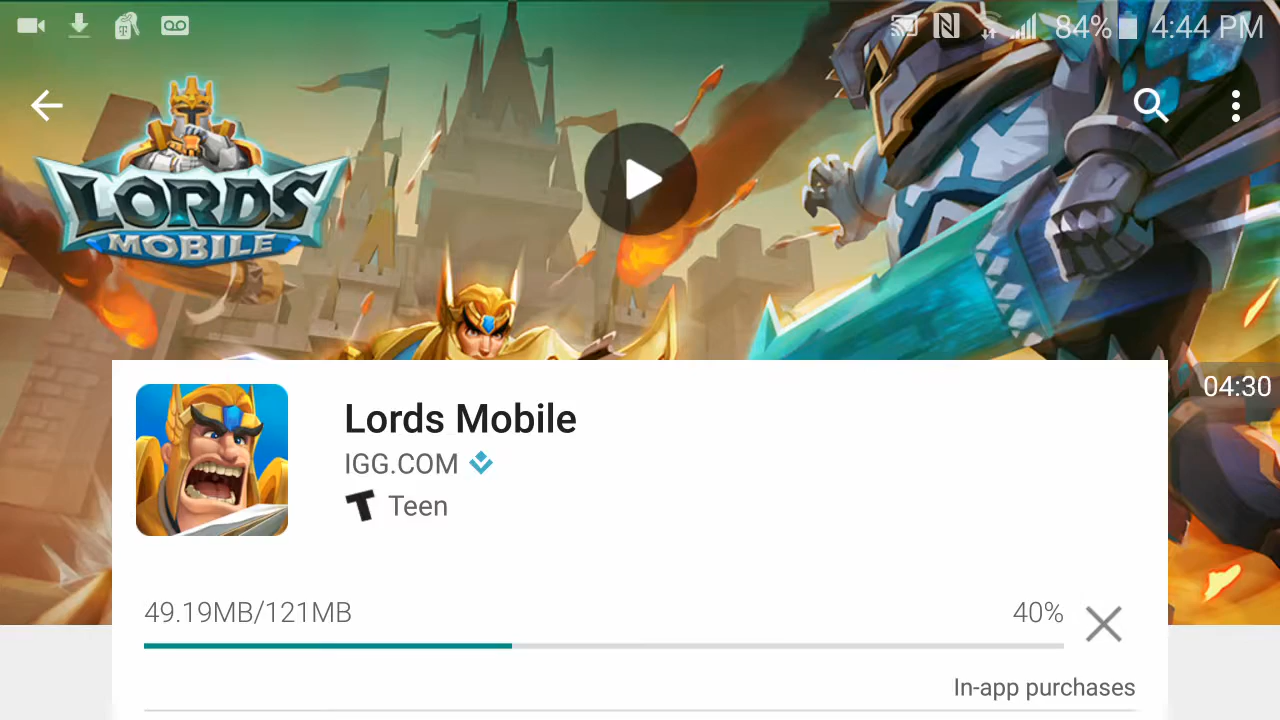 84% 4:44 PM
LORDS
MOBILE
04:30
Lords Mobile
IGG.COM
T Teen
49.19MB/121MB 40%
In-app purchases